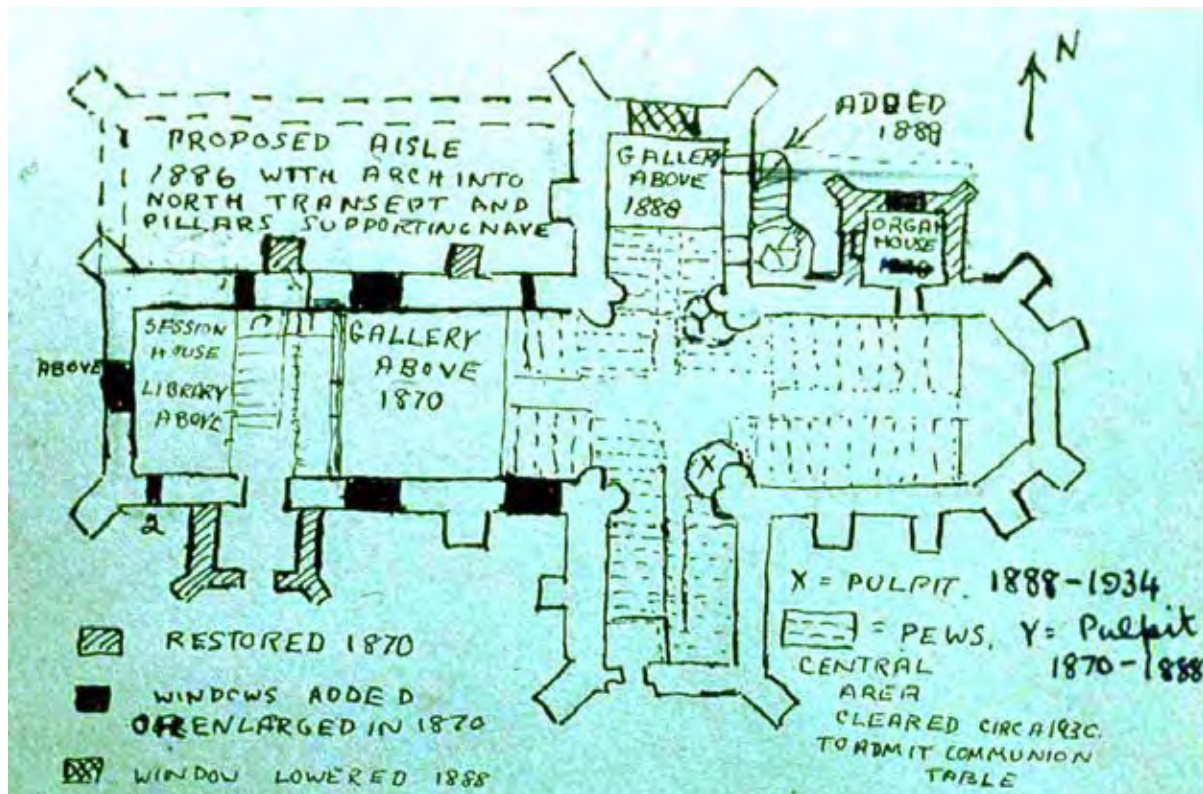 N
ADDED
1888
PROPOSED AISLE
1886 WITH ARCH INTO
NORTH TRANSEPT AND
PILLARS SUPPORTING NAVE
GALLERY
ABOVE
1888
ORGAN
HOUSE
Y
SESSION
HOUSE
LIBRARY
ABOVE
ABOVE
GALLERY
ABOVE
1870
X
2
X = PULPIT. 1888-1934
= PEWS. Y = Pulpit
1870-1888
CENTRAL
AREA
CLEARED CIRCA 
TO ADMIT COMMUNION
TABLE
RESTORED 1870
WINDOWS ADDED
OR ENLARGED IN 1870
WINDOW LOWERED 1888